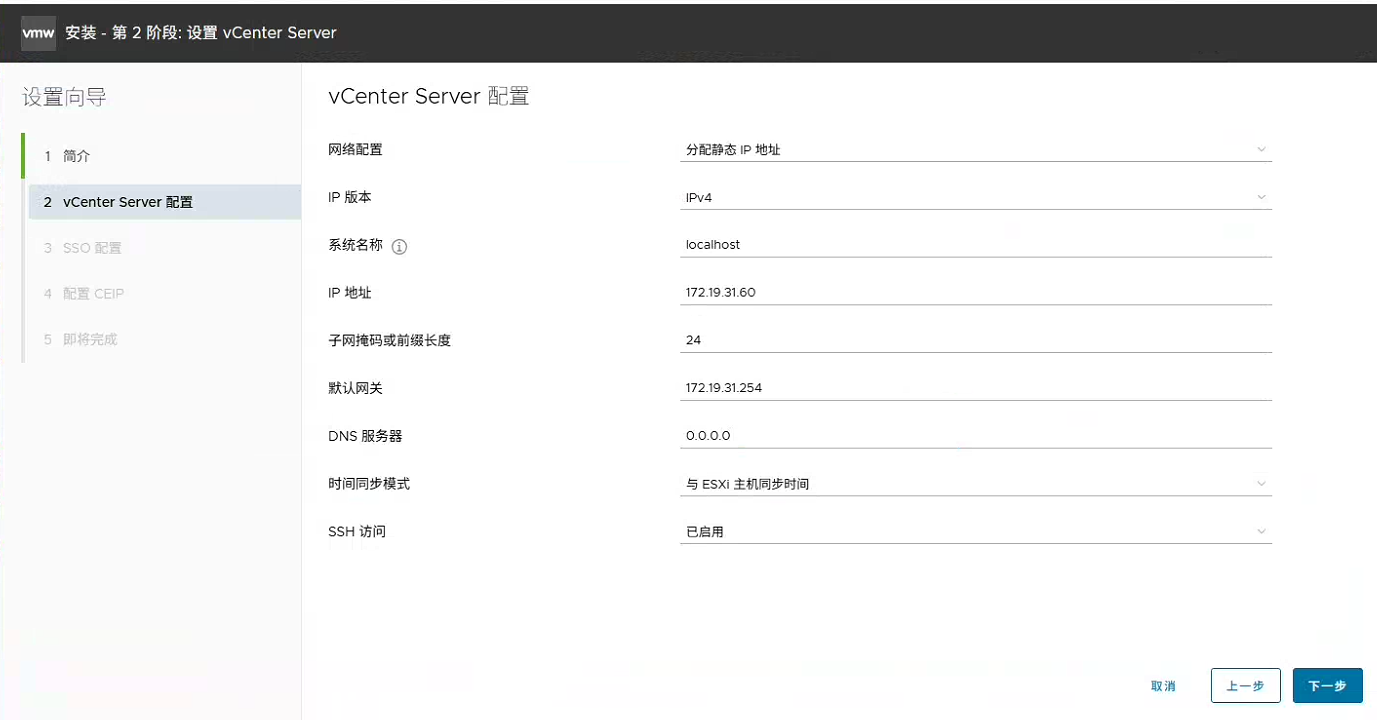 vmw 安装 - 第 2 阶段: 设置 vCenter Server
设置向导
1 简介
2 vCenter Server 配置
3 SSO 配置
4 配置 CEIP
5 即将完成
vCenter Server 配置
网络配置 分配静态 IP 地址
IP 版本 IPv4
系统名称 localhost
IP 地址 172.19.31.60
子网掩码或前缀长度 24
默认网关 172.19.31.254
DNS 服务器 0.0.0.0
时间同步模式 与 ESXi 主机同步时间
SSH 访问 已启用
取消 上一步 下一步